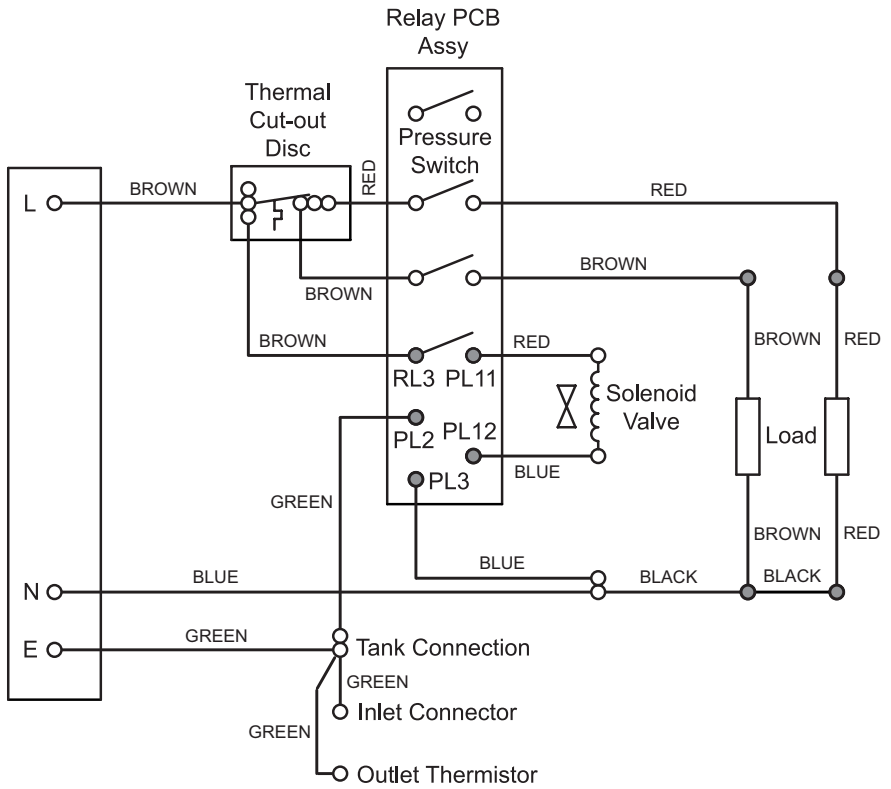 Relay PCB
Assy
Thermal
Cut-out
Disc
Pressure
Switch
L
BROWN
RED
RED
BROWN
BROWN
BROWN
RED
RL3
PL11
BROWN
RED
Solenoid
Valve
PL2
PL12
Load
BLUE
PL3
GREEN
BROWN
RED
BLUE
N
BLUE
BLACK
BLACK
E
GREEN
Tank Connection
GREEN
Inlet Connector
GREEN
Outlet Thermistor